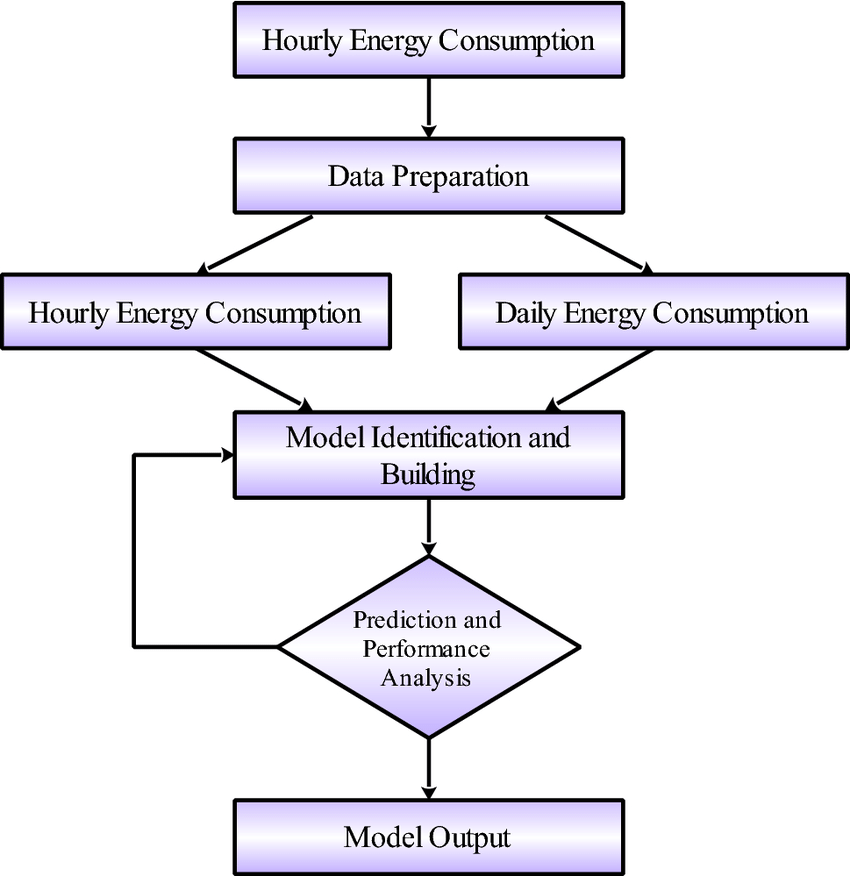 Hourly Energy Consumption
Data Preparation
Hourly Energy Consumption
Daily Energy Consumption
Model Identification and
Building
Prediction and
Performance
Analysis
Model Output